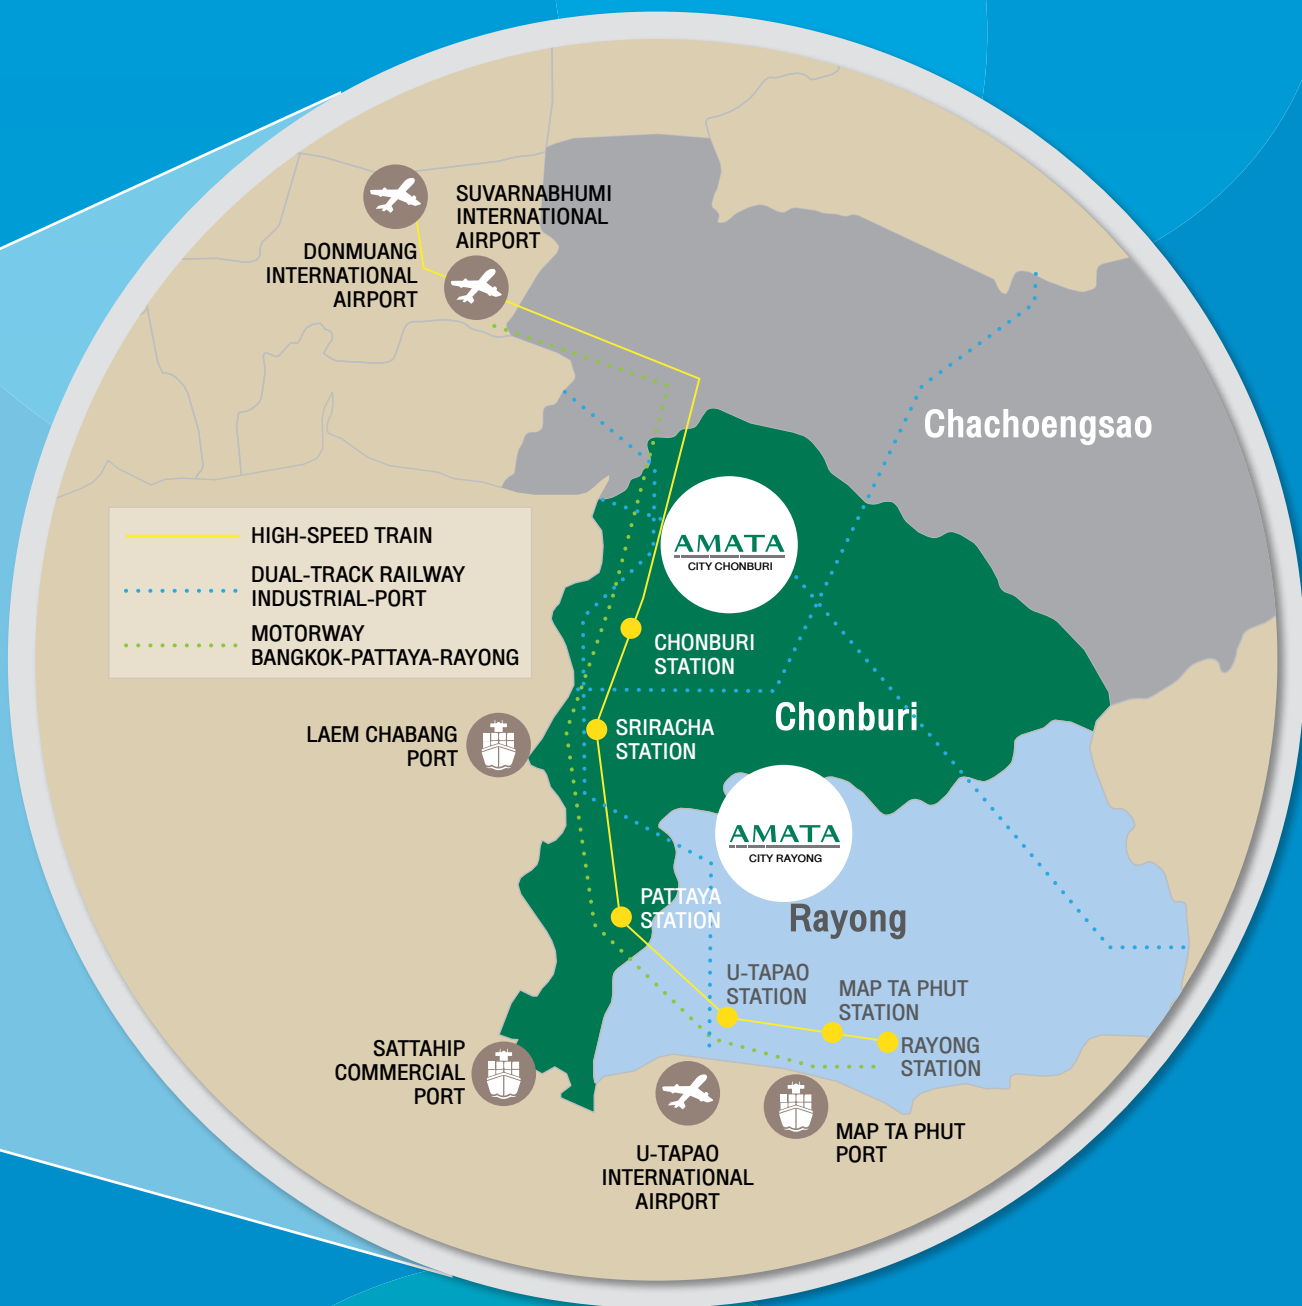 SUVARNABHUMI
INTERNATIONAL
AIRPORT
DONMUANG
INTERNATIONAL
AIRPORT
Chachoengsao
HIGH-SPEED TRAIN
DUAL-TRACK RAILWAY
INDUSTRIAL-PORT
MOTORWAY
BANGKOK-PATTAYA-RAYONG
AMATA
CITY CHONBURI
CHONBURI
STATION
Chonburi
SRIRACHA
STATION
LAEM CHABANG
PORT
AMATA
CITY RAYONG
PATTAYA
STATION
Rayong
U-TAPAO
STATION
MAP TA PHUT
STATION
RAYONG
STATION
SATTAHIP
COMMERCIAL
PORT
U-TAPAO
INTERNATIONAL
AIRPORT
MAP TA PHUT
PORT